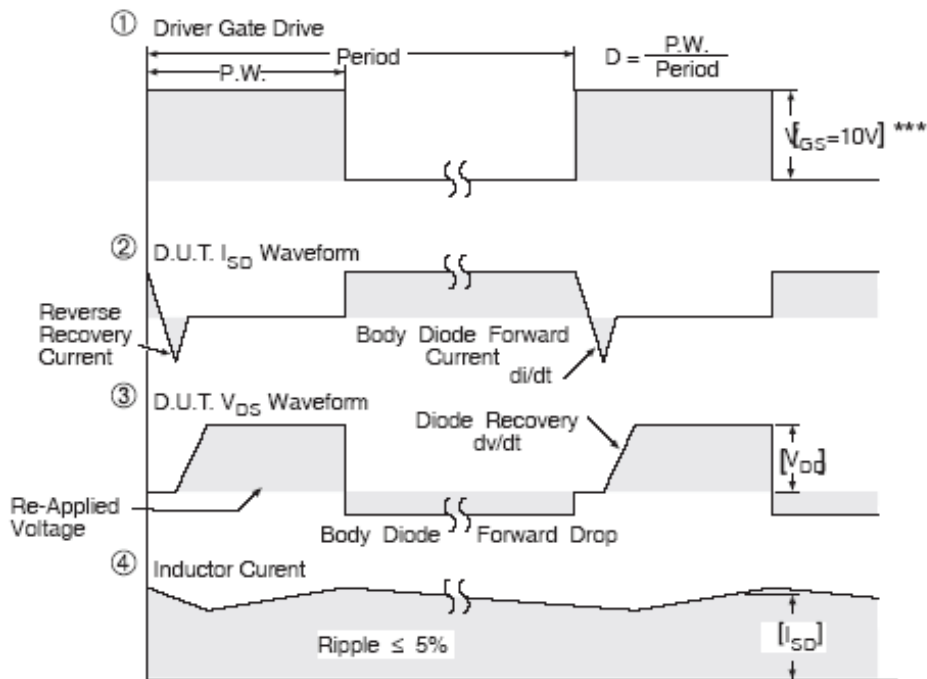 ① Driver Gate Drive
Period
P.W.
D = P.W.
Period
V[GS=10V] ***
② D.U.T. ISD Waveform
Reverse
Recovery
Current
Body Diode Forward
Current
di/dt
③ D.U.T. VDS Waveform
Diode Recovery
dv/dt
[VDD]
Re-Applied
Voltage
Body Diode Forward Drop
④ Inductor Curent
Ripple ≤ 5%
[ISD]